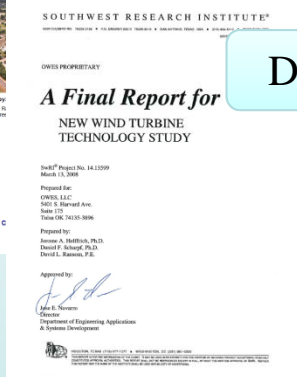 SOUTHWEST RESEARCH INSTITUTE®
OWES PROPRIETARY
D
A Final Report for
NEW WIND TURBINE
TECHNOLOGY STUDY
SwRI® Project No. 14.13599
March 13, 2008
Prepared for:
OWES, LLC
5401 S. Harvard Ave.
Suite 175
Tulsa OK 74135-3896
Prepared by:
Jerome A. Helffrich, Ph.D.
Daniel F. Scharpf, Ph.D.
David L. Ransom, P.E.
Approved by:
Jose E. Navarro
Director
Department of Engineering Applications
& Systems Development